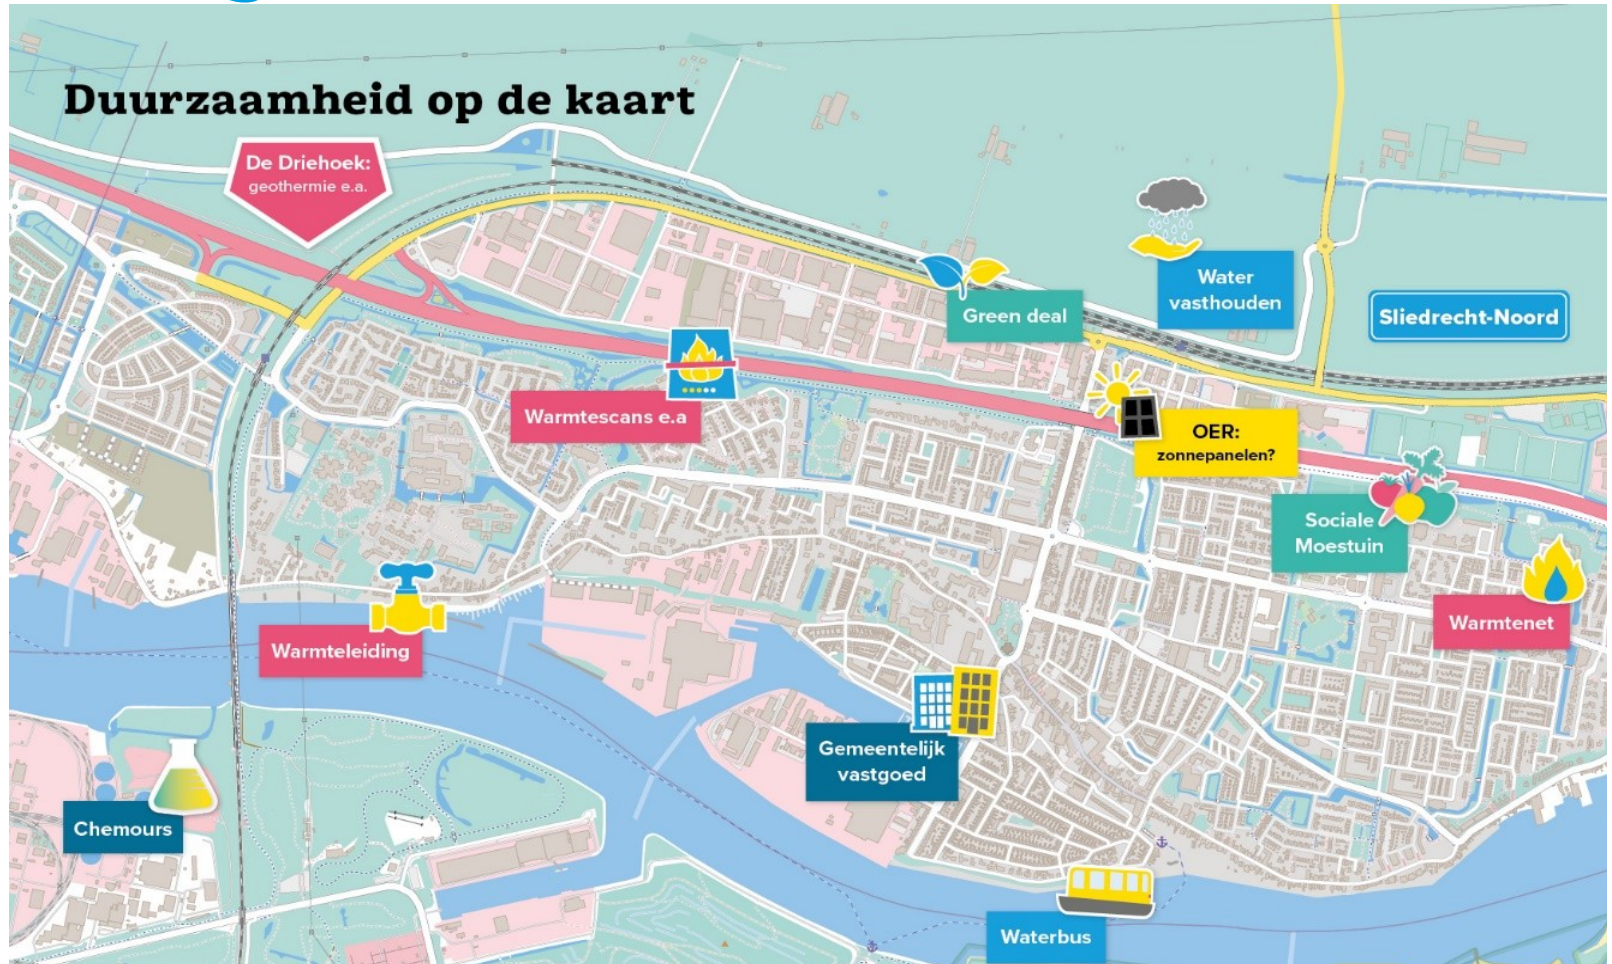 Duurzaamheid op de kaart
De Driehoek:
geothermie e.a.
Water
vasthouden
Green deal
Sliedrecht-Noord
Warmtescans e.a
OER:
zonnepanelen?
Sociale
Moestuin
Warmtenet
Warmteleiding
Gemeentelijk
vastgoed
Chemours
Waterbus